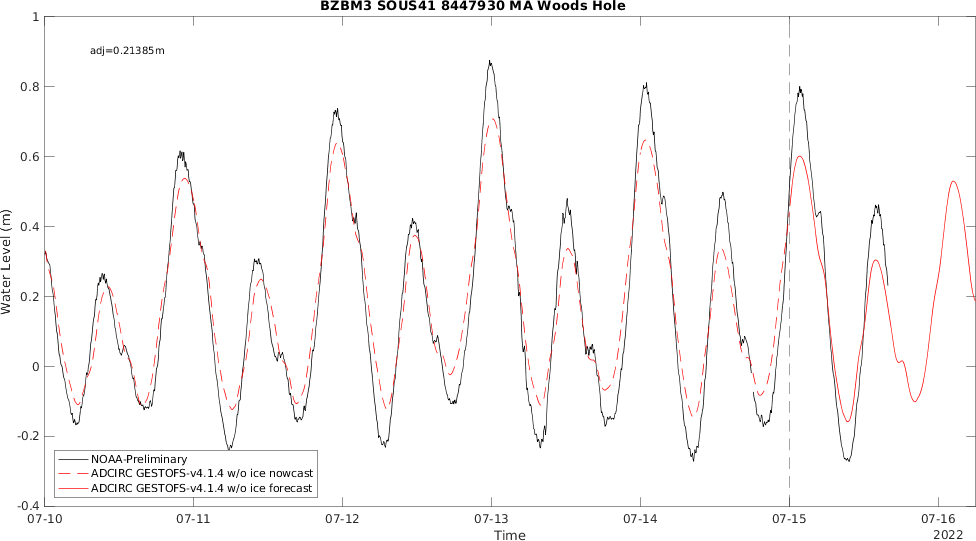 BZBM3 SOUS41 8447930 MA Woods Hole
adj=0.21385m
Water Level (m)
1
0.8
0.6
0.4
0.2
0
-0.2
-0.4
NOAA-Preliminary
ADCIRC GESTOFS-v4.1.4 w/o ice nowcast
ADCIRC GESTOFS-v4.1.4 w/o ice forecast
07-10 07-11 07-12 07-13 07-14 07-15 07-16
Time
2022